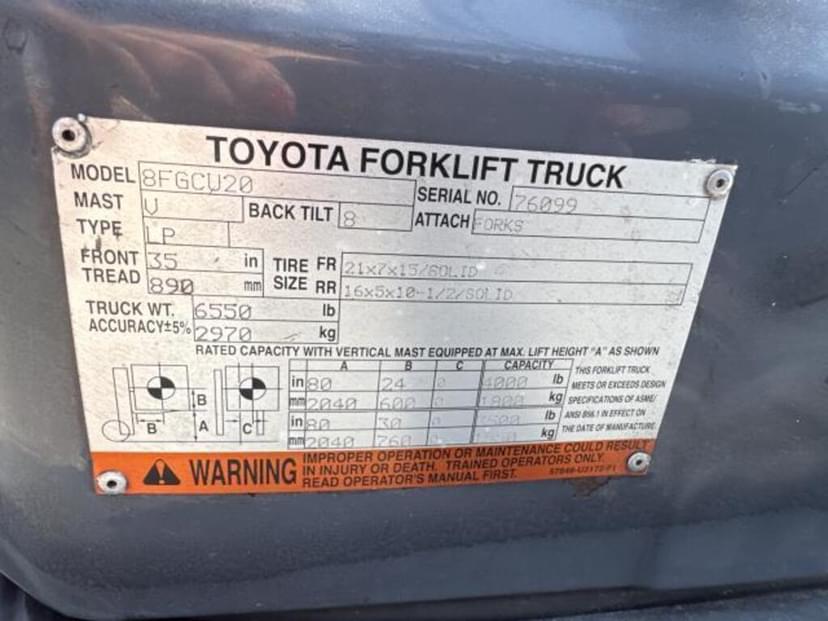 TOYOTA FORKLIFT TRUCK
MODEL 8FGCU20 SERIAL NO. 76099
MAST V BACK TILT 8 ATTACH FORKS
TYPE LP
FRONT TREAD 35 in TIRE SIZE FR 21x7x15/SOLID
890 mm RR 16x5x10-1/2/SOLID
TRUCK WT. 6550 lb
ACCURACY±5% 2970 kg
RATED CAPACITY WITH VERTICAL MAST EQUIPPED AT MAX. LIFT HEIGHT "A" AS SHOWN
A B C CAPACITY
in 80 24 0 4000 lb
mm 2040 600 0 1800 kg
in 80 30 0 3500 lb
mm 2040 760 0 kg
THIS FORKLIFT TRUCK
MEETS OR EXCEEDS DESIGN
SPECIFICATIONS OF ASME/
ANSI B56.1 IN EFFECT ON
THE DATE OF MANUFACTURE.
B B A C
WARNING
IMPROPER OPERATION OR MAINTENANCE COULD RESULT
IN INJURY OR DEATH. TRAINED OPERATORS ONLY.
READ OPERATOR'S MANUAL FIRST.